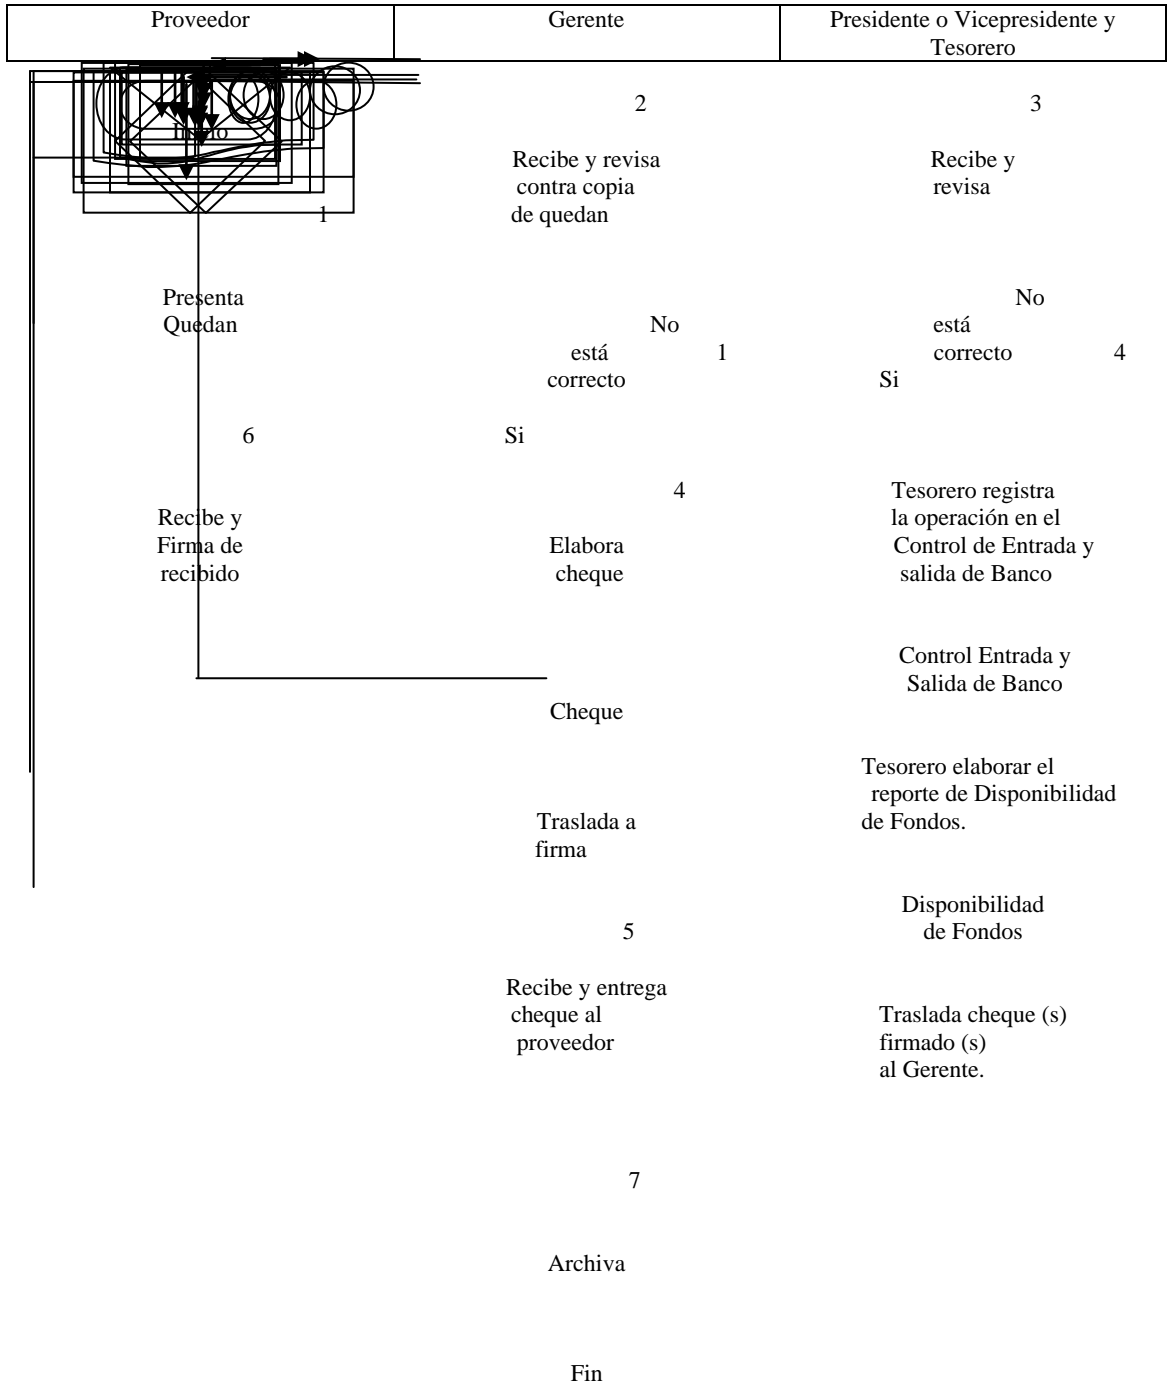 Proveedor
Gerente
Presidente o Vicepresidente y
Tesorero
Inicio
1
Presenta
Quedan
6
Recibe y
Firma de
recibido
2
Recibe y revisa
contra copia
de quedan
No
está 1
correcto
Si
4
Elabora
cheque
Cheque
Traslada a
firma
5
Recibe y entrega
cheque al
proveedor
7
Archiva
Fin
3
Recibe y
revisa
No
está
correcto 4
Si
Tesorero registra
la operación en el
Control de Entrada y
salida de Banco
Control Entrada y
Salida de Banco
Tesorero elaborar el
reporte de Disponibilidad
de Fondos.
Disponibilidad
de Fondos
Traslada cheque (s)
firmado (s)
al Gerente.